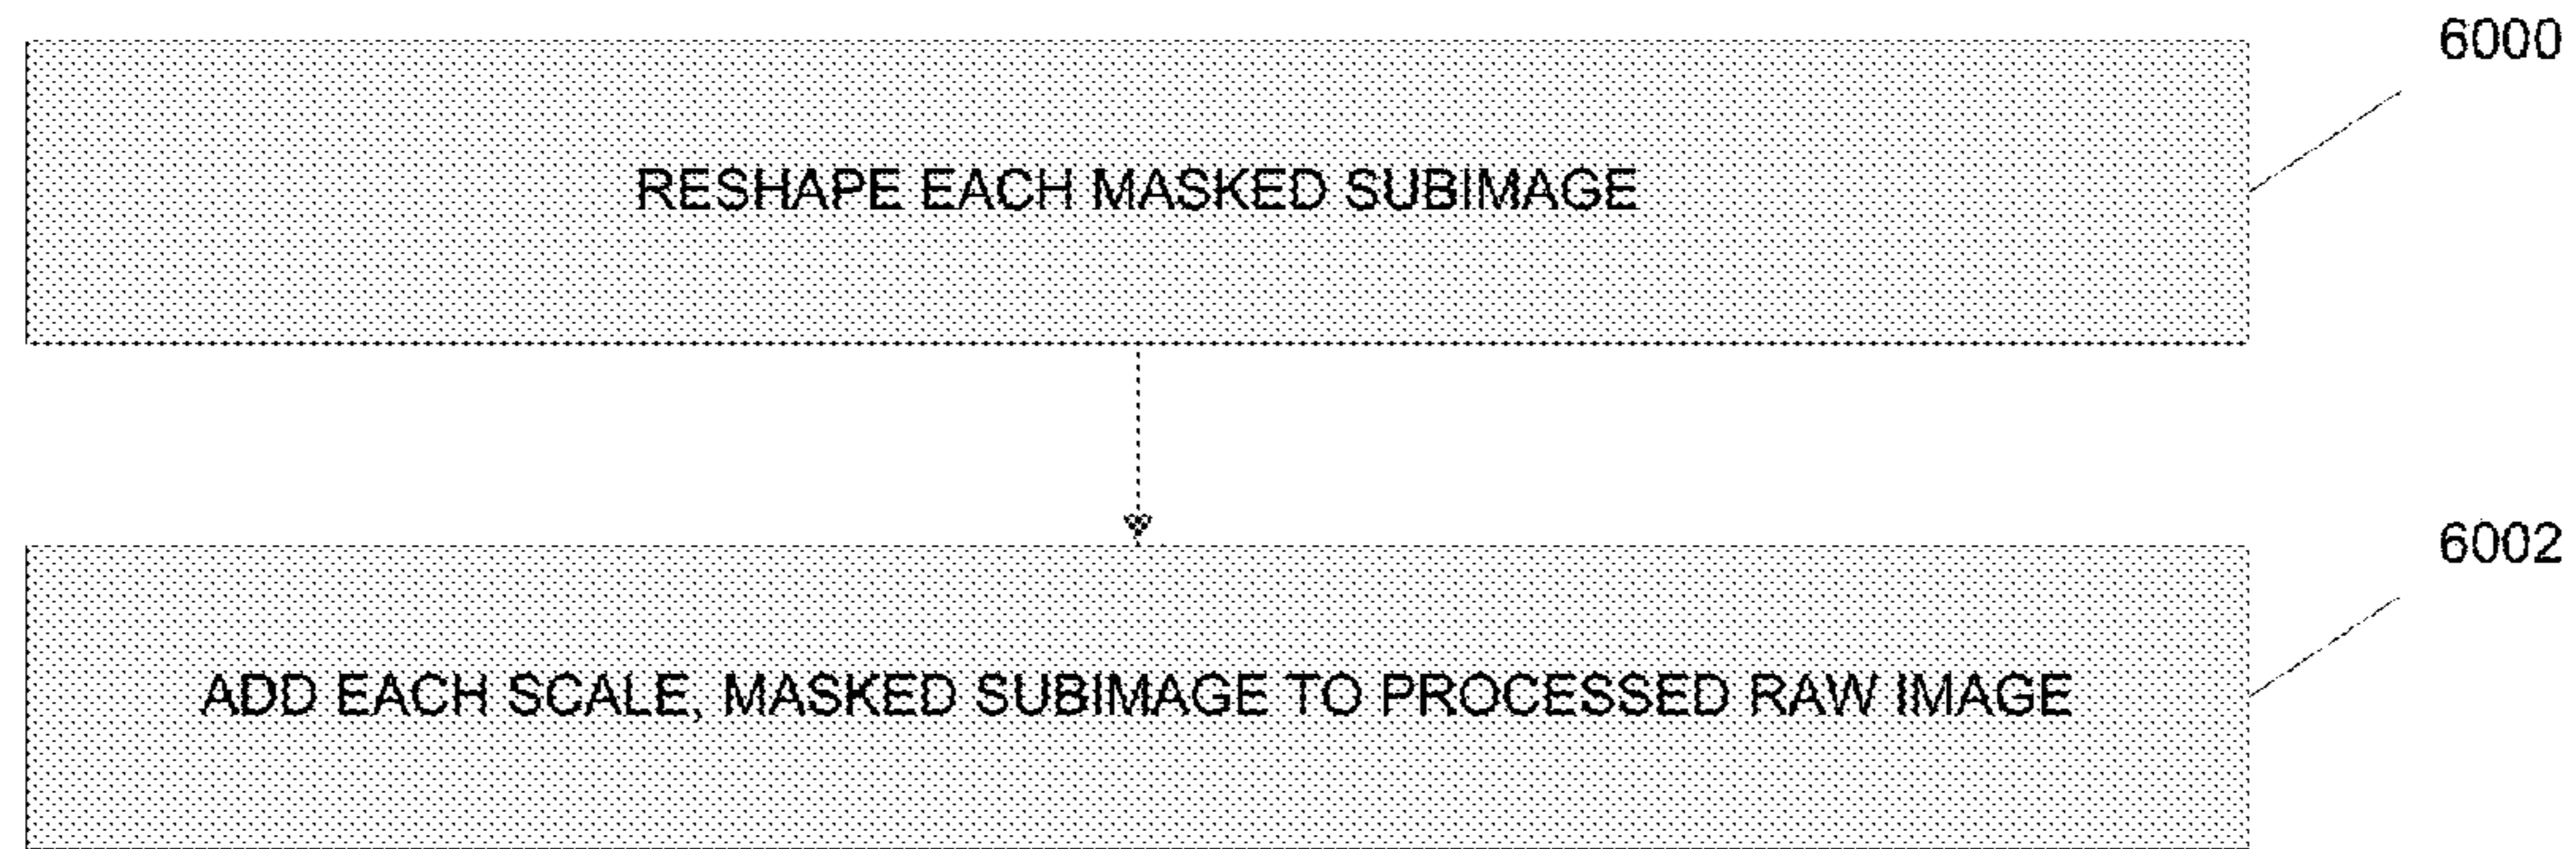 6000
RESHAPE EACH MASKED SUBIMAGE
6002
ADD EACH SCALE, MASKED SUBIMAGE TO PROCESSED RAW IMAGE